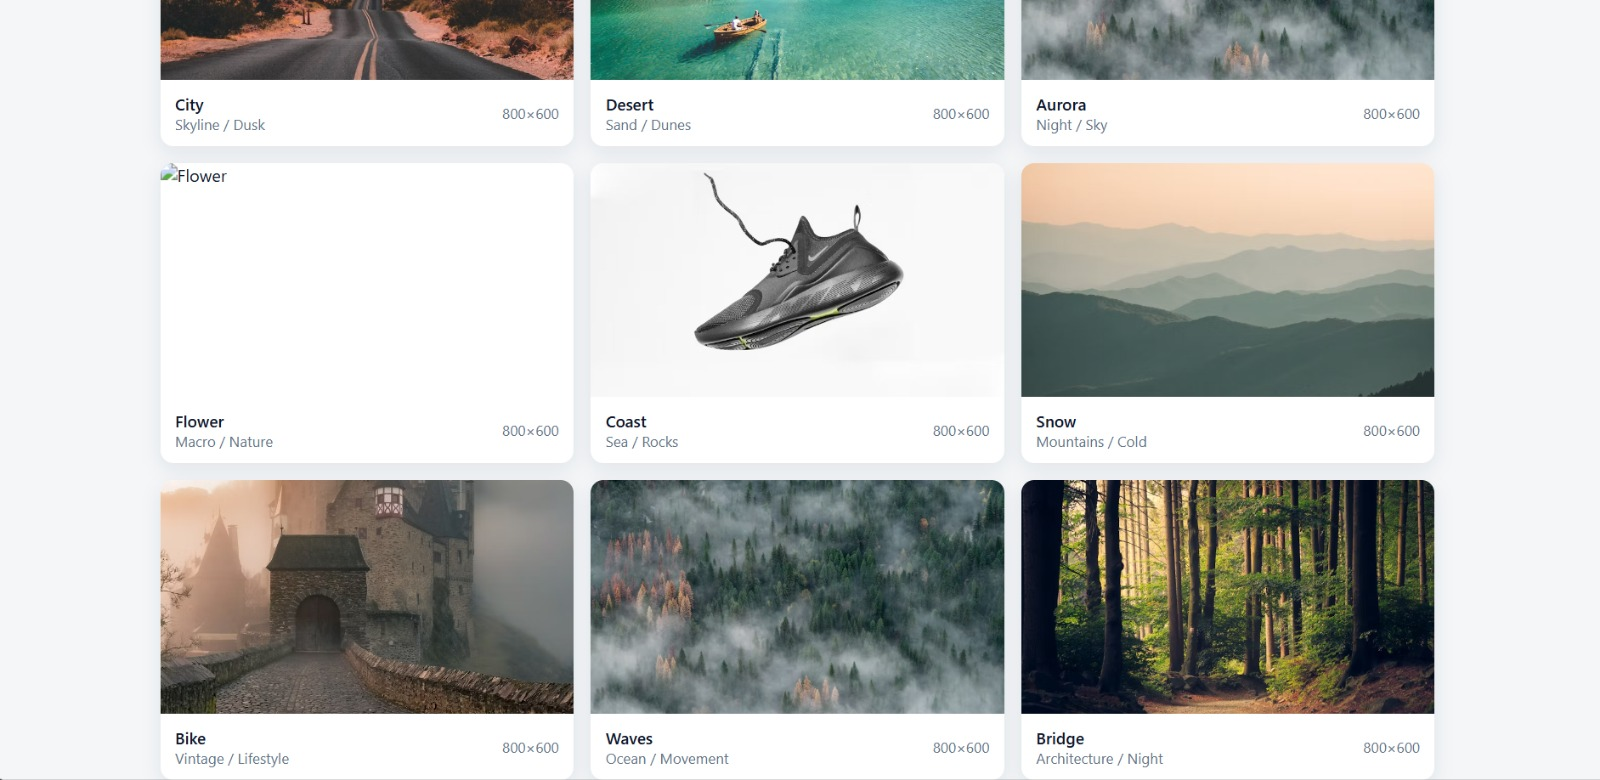 City
Skyline / Dusk
800×600
Desert
Sand / Dunes
800×600
Aurora
Night / Sky
800×600
Flower
Flower
Macro / Nature
800×600
Coast
Sea / Rocks
800×600
Snow
Mountains / Cold
800×600
Bike
Vintage / Lifestyle
800×600
Waves
Ocean / Movement
800×600
Bridge
Architecture / Night
800×600